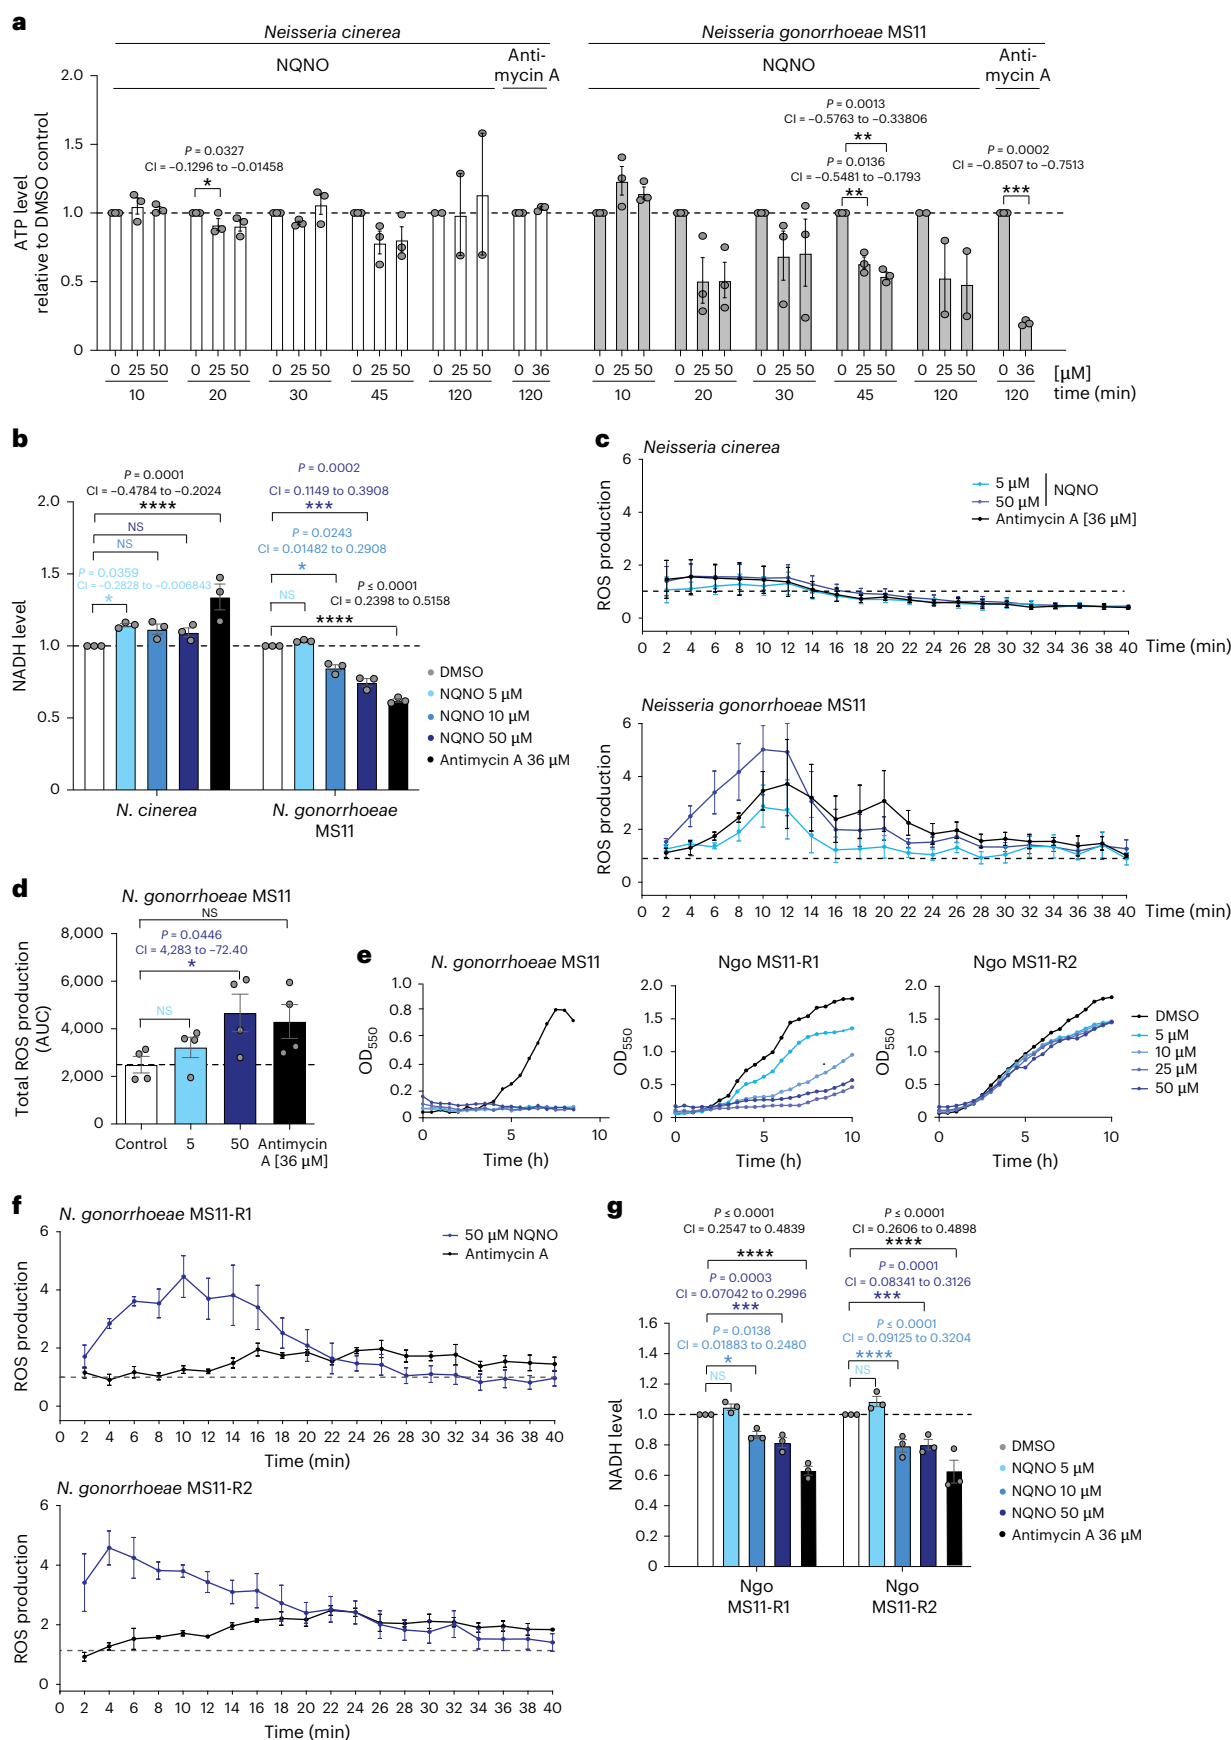 a
Neisseria cinerea
Neisseria gonorrhoeae MS11
NQNO
Anti-
mycin A
NQNO
Anti-
mycin A
ATP level
relative to DMSO control
2.0
1.5
1.0
0.5
0
P = 0.0327
CI = –0.1296 to –0.01458
*
P = 0.0013
CI = –0.5763 to –0.33806
**
P = 0.0136
CI = –0.5481 to –0.1793
**
P = 0.0002
CI = –0.8507 to –0.7513
***
0 25 50 0 25 50 0 25 50 0 25 50 0 25 50 0 36 0 25 50 0 25 50 0 25 50 0 25 50 0 25 50 0 36 [µM]
10 20 30 45 120 120 10 20 30 45 120 120 time (min)
b
NADH level
2.0
1.5
1.0
0.5
0
P = 0.0001
CI = –0.4784 to –0.2024
****
NS
NS
P = 0.0359
CI = –0.2828 to –0.006843
*
P = 0.0002
CI = 0.1149 to 0.3908
***
P = 0.0243
CI = 0.01482 to 0.2908
*
NS
P ≤ 0.0001
CI = 0.2398 to 0.5158
****
DMSO
NQNO 5 µM
NQNO 10 µM
NQNO 50 µM
Antimycin A 36 µM
N. cinerea
N. gonorrhoeae
MS11
c
Neisseria cinerea
ROS production
6
4
2
0
5 µM
50 µM
NQNO
Antimycin A [36 µM]
0 2 4 6 8 10 12 14 16 18 20 22 24 26 28 30 32 34 36 38 40 Time (min)
Neisseria gonorrhoeae MS11
ROS production
6
4
2
0
0 2 4 6 8 10 12 14 16 18 20 22 24 26 28 30 32 34 36 38 40 Time (min)
d
N. gonorrhoeae MS11
Total ROS production
(AUC)
8,000
6,000
4,000
2,000
0
NS
P = 0.0446
CI = 4,283 to –72.40
*
NS
Control 5 50 Antimycin
A [36 µM]
e
N. gonorrhoeae MS11
OD550
1.0
0.8
0.6
0.4
0.2
0
0 5 10
Time (h)
Ngo MS11-R1
OD550
2.0
1.5
1.0
0.5
0
0 5 10
Time (h)
Ngo MS11-R2
OD550
2.0
1.5
1.0
0.5
0
0 5 10
Time (h)
DMSO
5 µM
10 µM
25 µM
50 µM
f
N. gonorrhoeae MS11-R1
ROS production
6
4
2
0
50 µM NQNO
Antimycin A
0 2 4 6 8 10 12 14 16 18 20 22 24 26 28 30 32 34 36 38 40
Time (min)
N. gonorrhoeae MS11-R2
ROS production
6
4
2
0
0 2 4 6 8 10 12 14 16 18 20 22 24 26 28 30 32 34 36 38 40
Time (min)
g
NADH level
1.6
1.4
1.2
1.0
0.8
0.6
0.4
0.2
0
P ≤ 0.0001
CI = 0.2547 to 0.4839
****
P = 0.0003
CI = 0.07042 to 0.2996
***
P = 0.0138
CI = 0.01883 to 0.2480
*
NS
P ≤ 0.0001
CI = 0.2606 to 0.4898
****
P = 0.0001
CI = 0.08341 to 0.3126
***
P ≤ 0.0001
CI = 0.09125 to 0.3204
****
NS
DMSO
NQNO 5 µM
NQNO 10 µM
NQNO 50 µM
Antimycin A 36 µM
Ngo
MS11-R1
Ngo
MS11-R2